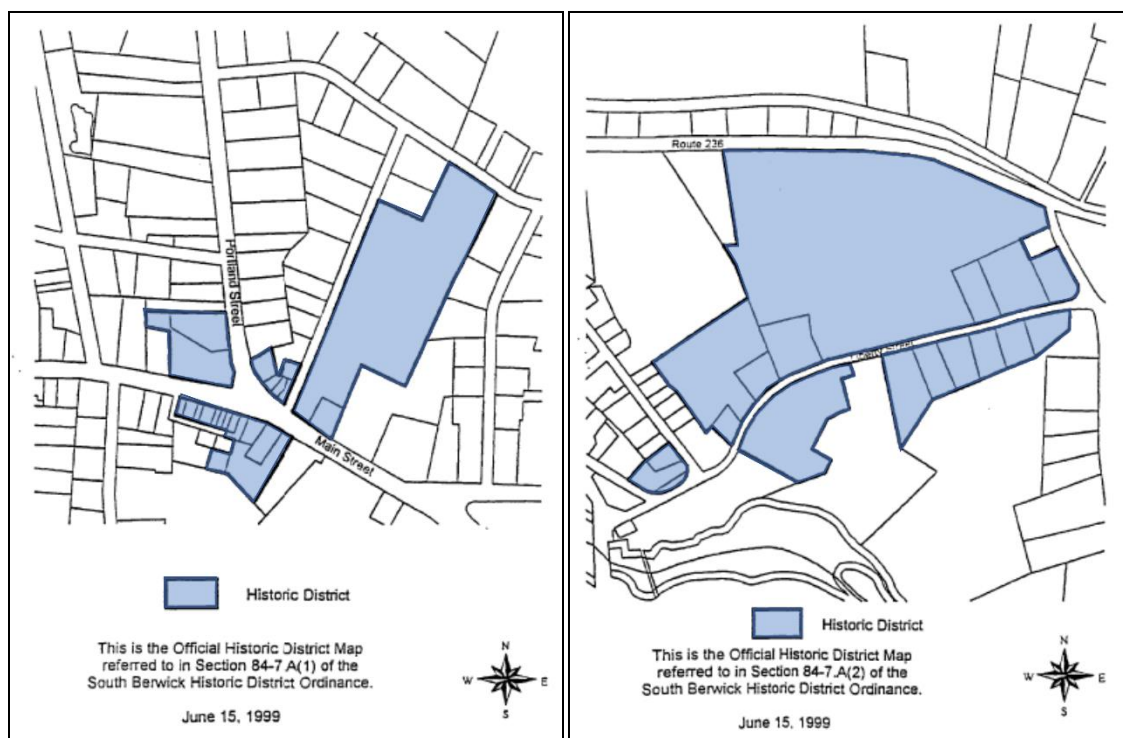 Portland Street
Main Street
Historic District
This is the Official Historic District Map
referred to in Section 84-7 A(1) of the
South Berwick Historic District Ordinance.
June 15, 1999
N
W E
S
Route 236
Street
Historic District
This is the Official Historic District Map
referred to in Section 84-7.A(2) of the
South Berwick Historic District Ordinance.
June 15, 1999
N
W E
S